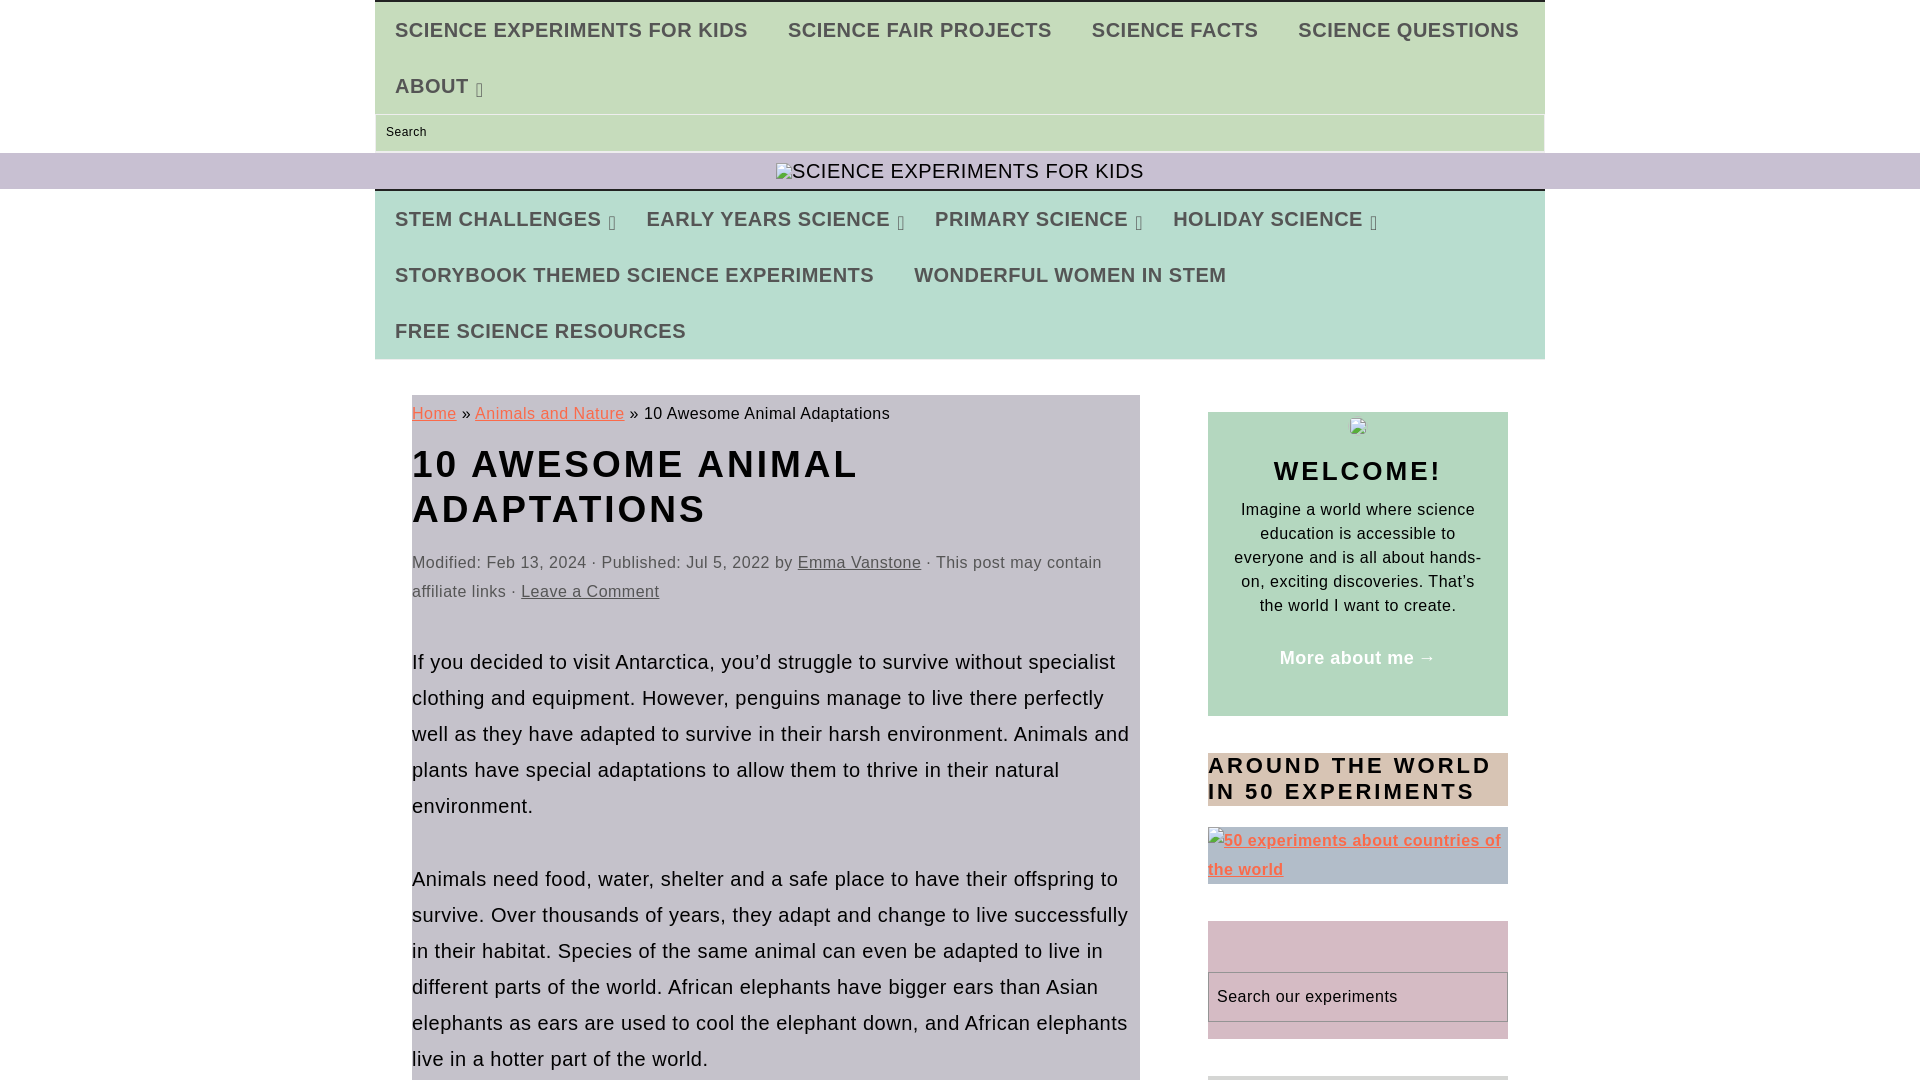 SCIENCE EXPERIMENTS FOR KIDS SCIENCE FAIR PROJECTS SCIENCE FACTS SCIENCE QUESTIONS
ABOUT
Search
SCIENCE EXPERIMENTS FOR KIDS
STEM CHALLENGES EARLY YEARS SCIENCE PRIMARY SCIENCE HOLIDAY SCIENCE
STORYBOOK THEMED SCIENCE EXPERIMENTS WONDERFUL WOMEN IN STEM
FREE SCIENCE RESOURCES
Home » Animals and Nature » 10 Awesome Animal Adaptations
10 AWESOME ANIMAL
ADAPTATIONS
Modified: Feb 13, 2024 · Published: Jul 5, 2022 by Emma Vanstone · This post may contain
affiliate links · Leave a Comment
If you decided to visit Antarctica, you’d struggle to survive without specialist
clothing and equipment. However, penguins manage to live there perfectly
well as they have adapted to survive in their harsh environment. Animals and
plants have special adaptations to allow them to thrive in their natural
environment.
Animals need food, water, shelter and a safe place to have their offspring to
survive. Over thousands of years, they adapt and change to live successfully
in their habitat. Species of the same animal can even be adapted to live in
different parts of the world. African elephants have bigger ears than Asian
elephants as ears are used to cool the elephant down, and African elephants
live in a hotter part of the world.
WELCOME!
Imagine a world where science
education is accessible to
everyone and is all about hands-
on, exciting discoveries. That’s
the world I want to create.
More about me →
AROUND THE WORLD
IN 50 EXPERIMENTS
50 experiments about countries of
the world
Search our experiments